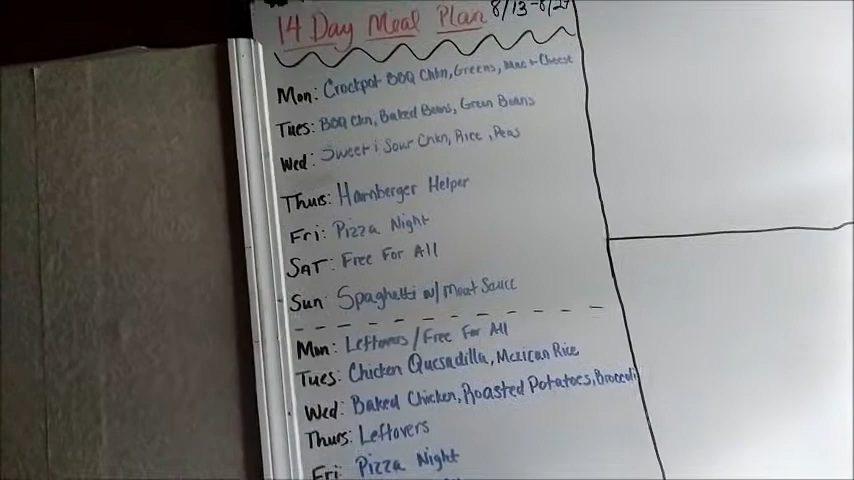 14 Day Meal Plan 8/13-8/27
Mon: Crockpot BBQ Chkn, Greens, Mac + Cheese
Tues: BBQ Ckn, Baked Beans, Green Beans
Wed: Sweet i Sour Chkn, Rice, Peas
Thurs: Hamberger Helper
Fri: Pizza Night
SAT: Free For All
Sun: Spaghetti w/ Meat Sauce
Mon: Leftovers/Free For All
Tues: Chicken Quesadilla, Mexican Rice
Wed: Baked Chicken, Roasted Potatoes, Broccoli
Thurs: Leftovers
Fri: Pizza Night